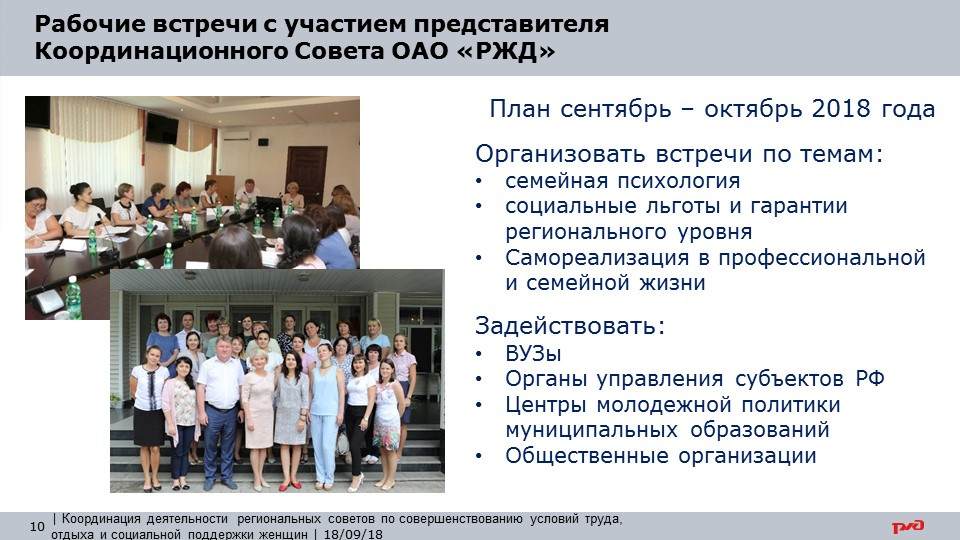 Рабочие встречи с участием представителя
Координационного Совета ОАО «РЖД»
План сентябрь – октябрь 2018 года
Организовать встречи по темам:
• семейная психология
• социальные льготы и гарантии
регионального уровня
• Самореализация в профессиональной
и семейной жизни
Задействовать:
• ВУЗы
• Органы управления субъектов РФ
• Центры молодежной политики
муниципальных образований
• Общественные организации
10
| Координация деятельности региональных советов по совершенствованию условий труда,
отдыха и социальной поддержки женщин | 18/09/18
ржд